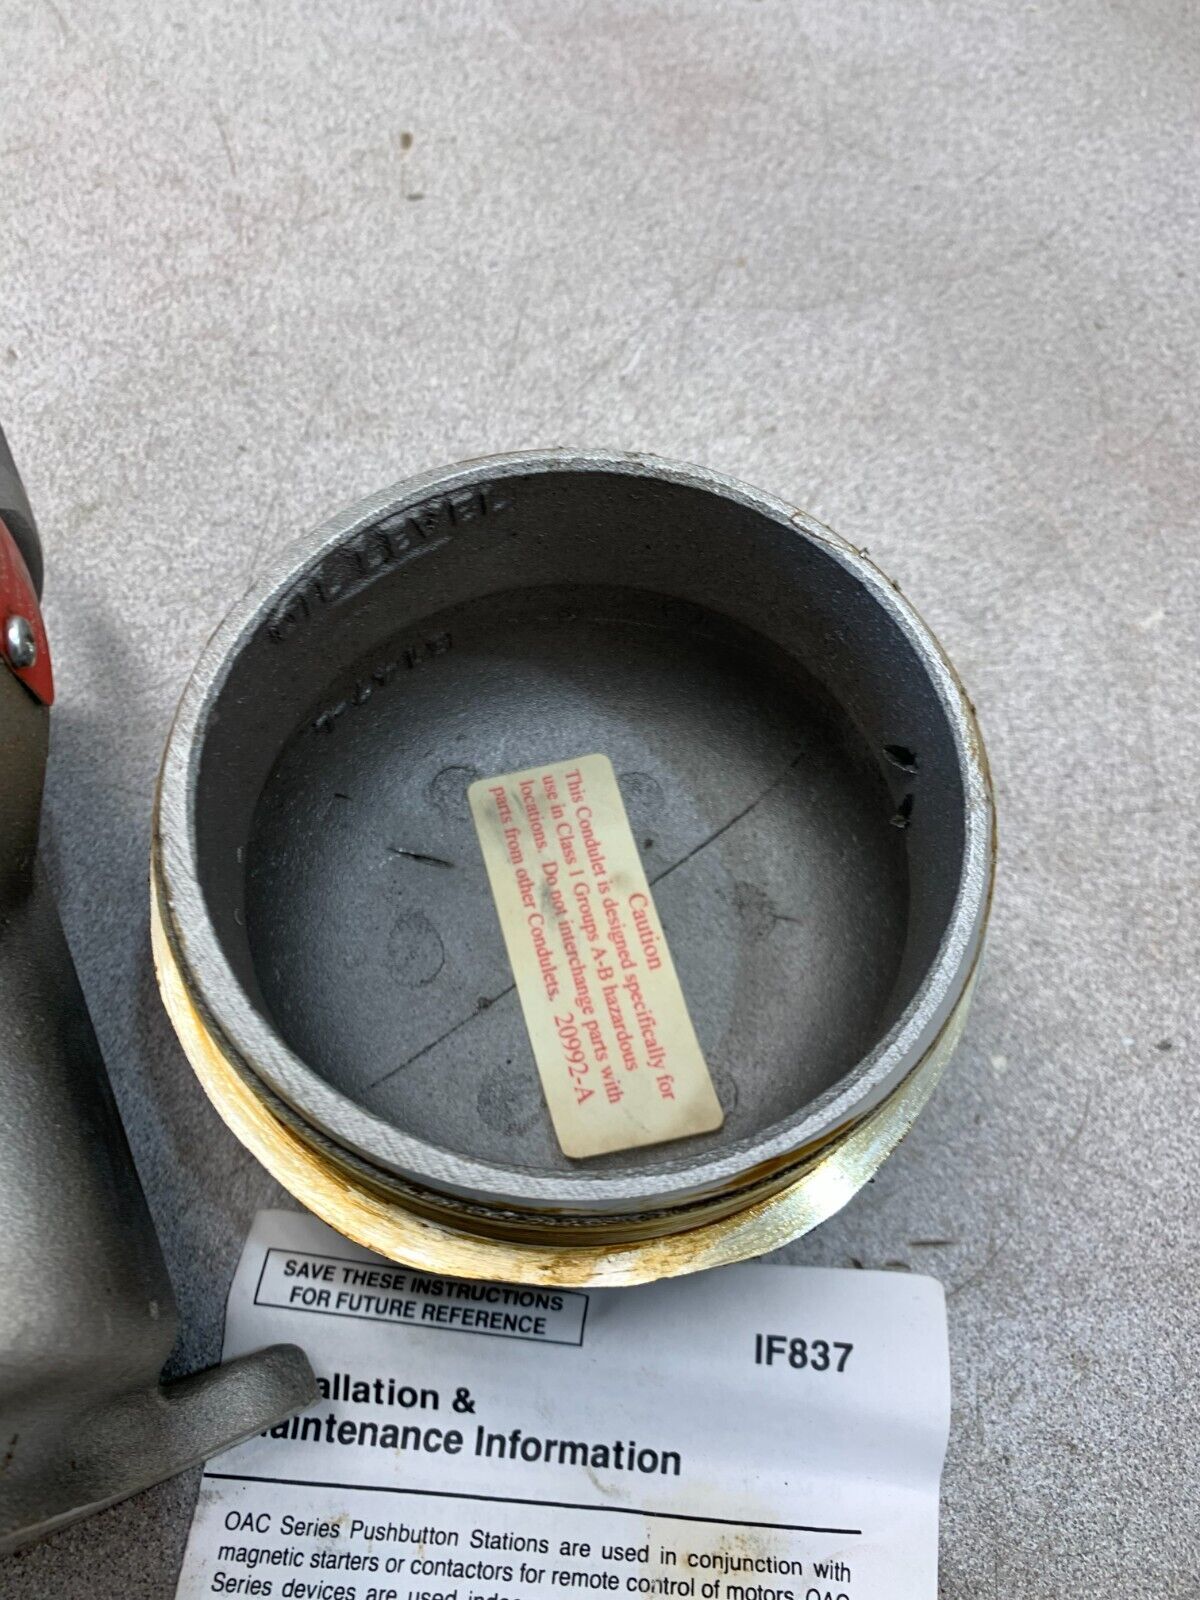 OIL LEVEL
Caution
This Condulet is designed specifically for
use in Class I Groups A-B hazardous
locations. Do not interchange parts with
parts from other Condulets. 20992-A
SAVE THESE INSTRUCTIONS
FOR FUTURE REFERENCE
IF837
allation &
aintenance Information
OAC Series Pushbutton Stations are used in conjunction with
magnetic starters or contactors for remote control of motors. OAC
Series devices are used